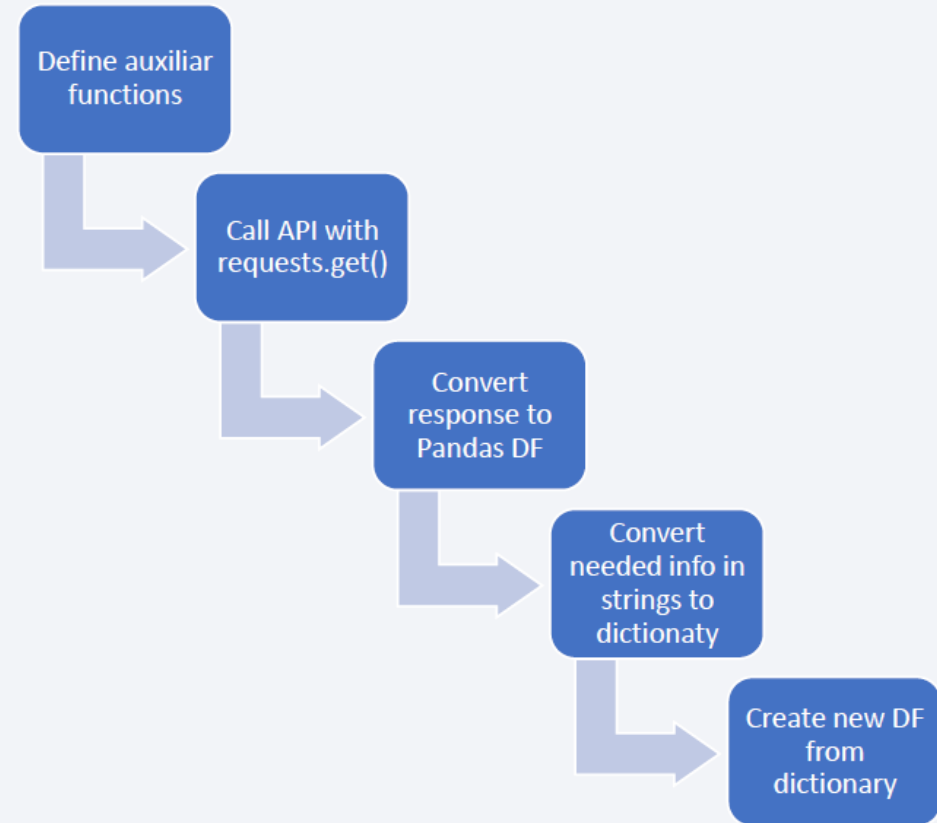 Define auxiliar
functions
Call API with
requests.get()
Convert
response to
Pandas DF
Convert
needed info in
strings to
dictionaty
Create new DF
from
dictionary